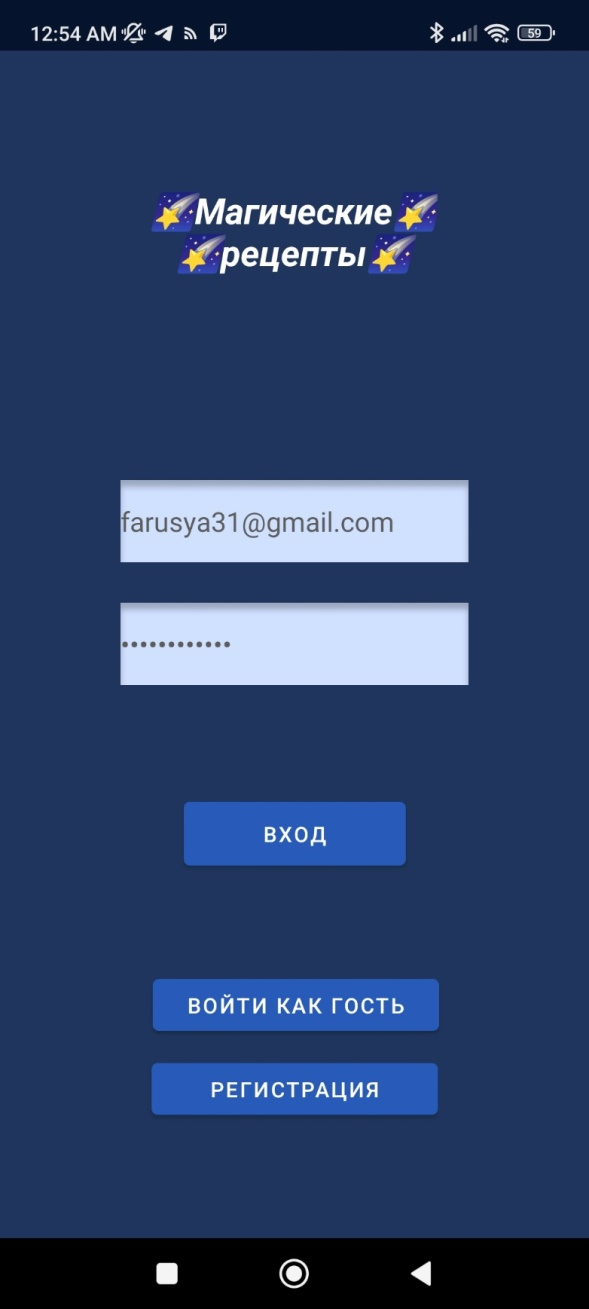 12:54 AM
59
🌠Магические🌠
🌠рецепты🌠
farusya31@gmail.com
••••••••••••
ВХОД
ВОЙТИ КАК ГОСТЬ
РЕГИСТРАЦИЯ